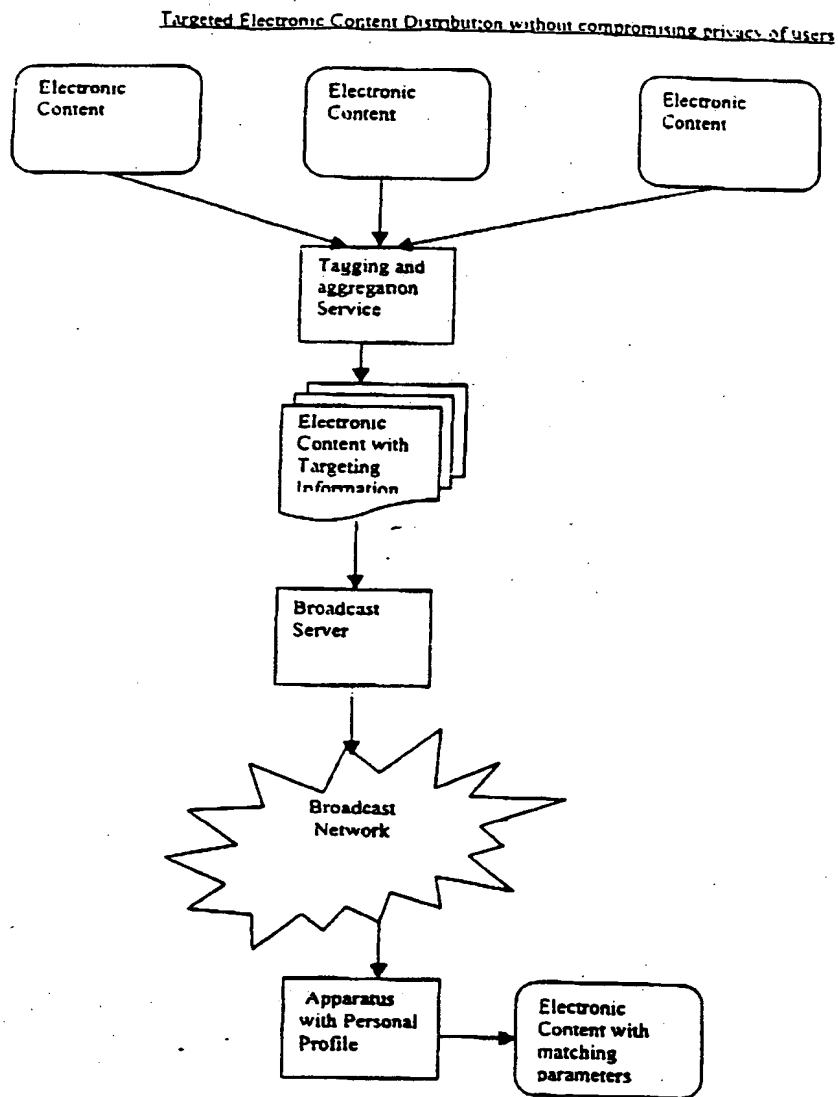 Targeted Electronic Content Distribution without compromising privacy of users
Electronic
Content
Electronic
Content
Electronic
Content
Tagging and
aggregation
Service
Electronic
Content with
Targeting
Information
Broadcast
Server
Broadcast
Network
Apparatus
with Personal
Profile
Electronic
Content with
matching
parameters